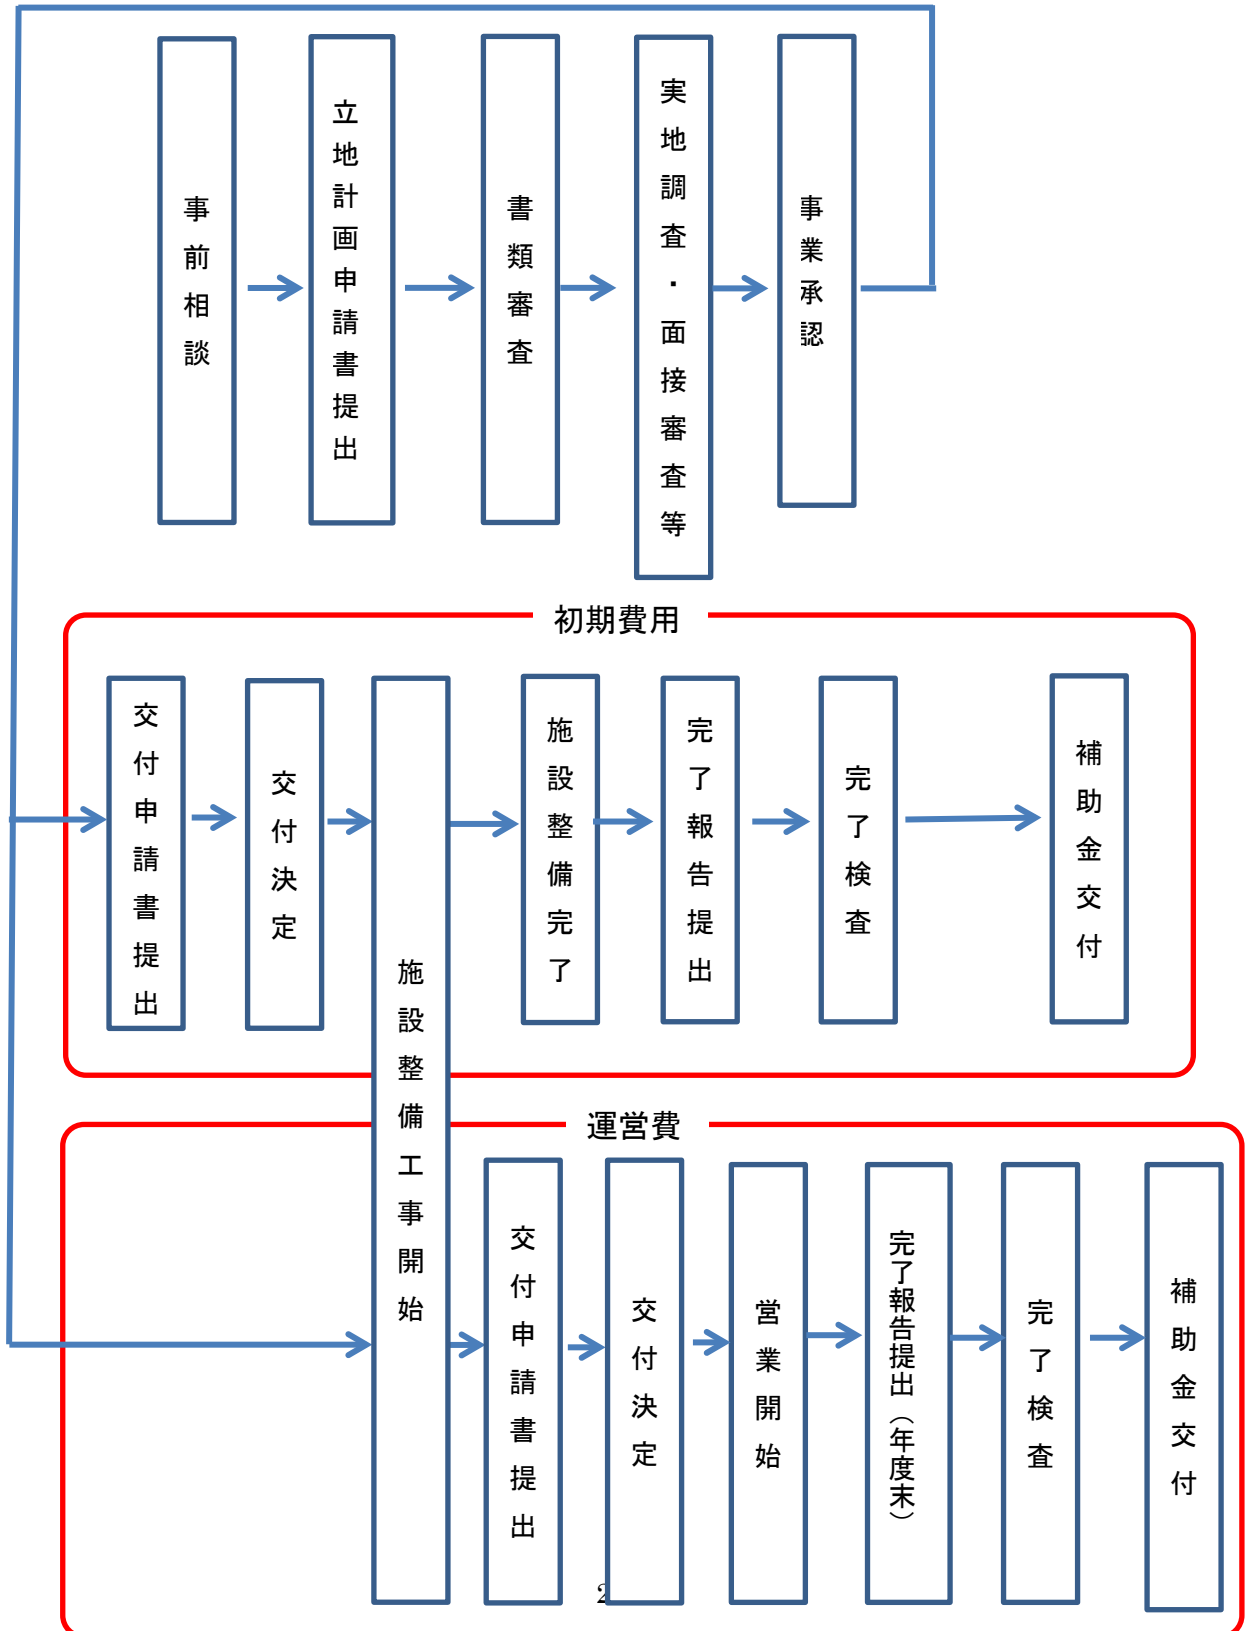 事前相談
立地計画申請書提出
書類審査
実地調査・面接審査等
事業承認
初期費用
交付申請書提出
交付決定
施設整備工事開始
施設整備完了
完了報告提出
完了検査
補助金交付
運営費
交付申請書提出
交付決定
営業開始
完了報告提出（年度末）
完了検査
補助金交付
2